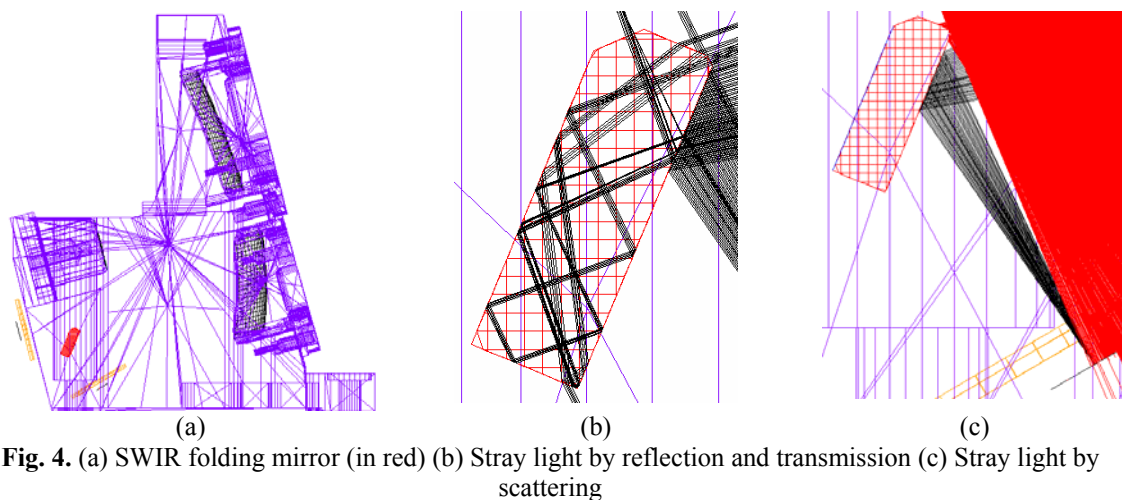 (a)
(b)
(c)
Fig. 4. (a) SWIR folding mirror (in red) (b) Stray light by reflection and transmission (c) Stray light by
scattering